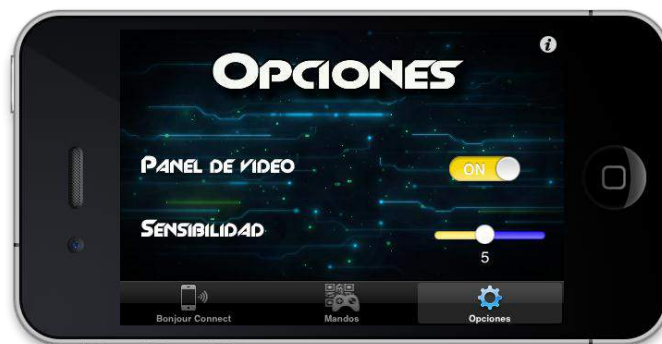 OPCIONES
PANEL DE VIDEO
ON
SENSIBILIDAD
5
Bonjour Connect
Mandos
Opciones